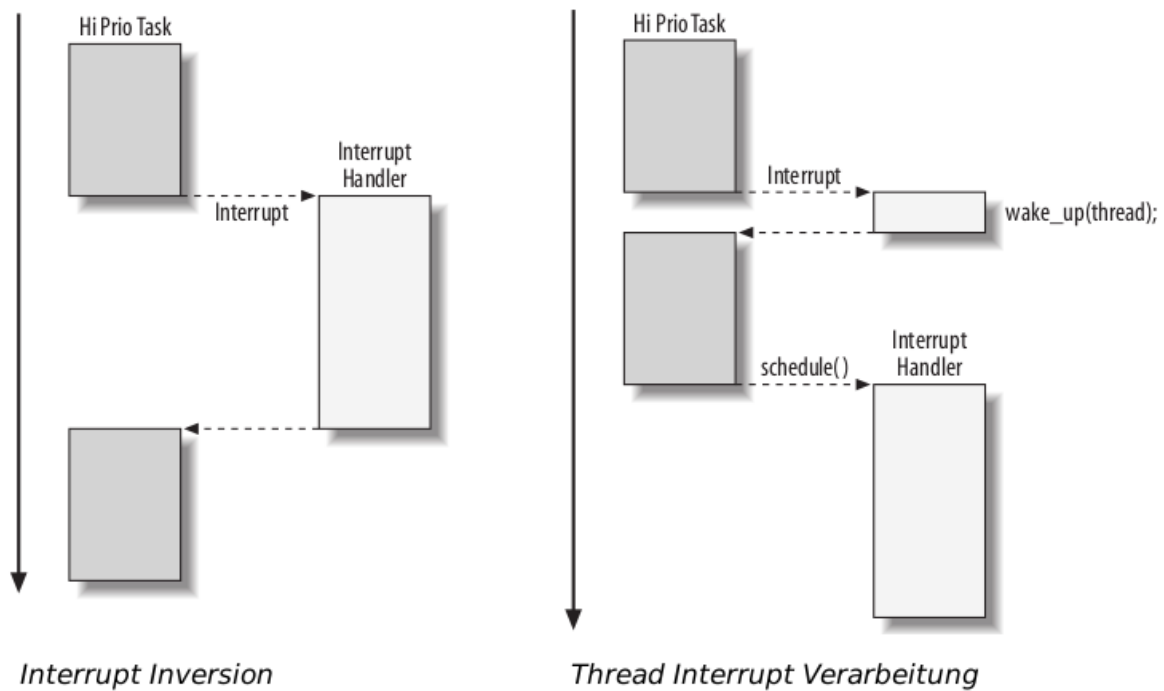 Hi Prio Task
Interrupt
Handler
Interrupt
Interrupt Inversion
Hi Prio Task
Interrupt
wake_up(thread);
Interrupt
Handler
schedule( )
Thread Interrupt Verarbeitung